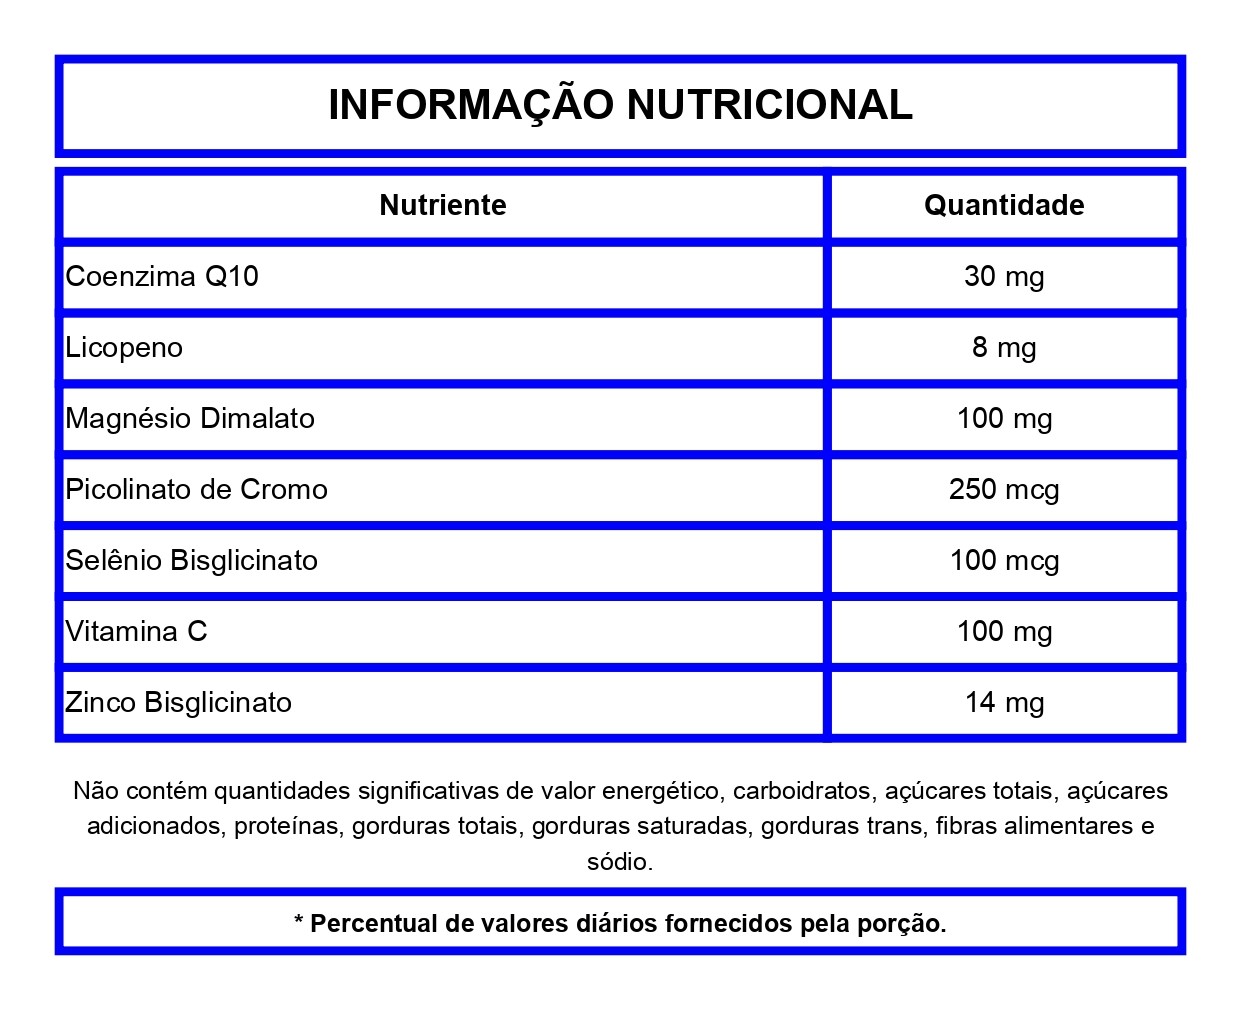 INFORMAÇÃO NUTRICIONAL
Nutriente Quantidade
Coenzima Q10 30 mg
Licopeno 8 mg
Magnésio Dimalato 100 mg
Picolinato de Cromo 250 mcg
Selênio Bisglicinato 100 mcg
Vitamina C 100 mg
Zinco Bisglicinato 14 mg
Não contém quantidades significativas de valor energético, carboidratos, açúcares totais, açúcares
adicionados, proteínas, gorduras totais, gorduras saturadas, gorduras trans, fibras alimentares e
sódio.
* Percentual de valores diários fornecidos pela porção.